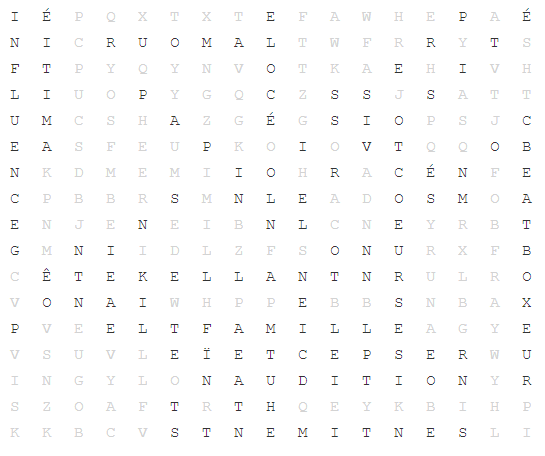 I É P Q X T X T E F A W H E P A É
N I C R U O M A L T W F R R Y T S
F T P Y Q Y N V O T K A E H I V H
L I U O P Y G Q C Z S S J S A T T
U M C S H A Z G É G S I O P S J C
E A S F E U P K O I O V T Q Q O B
N K D M E M I I O H R A C É N F E
C P B B R S M N L E A D O S M O A
E N J E N E I B N L C N E Y R B T
G M N I I D L Z F S O N U R X F B
C Ê T E K E L L A N T N R U L R O
V O N A I W H P P E B B S N B A X
P V E E L T F A M I L L E A G Y E
V S U V L E Ï E T C E P S E R W U
I N G Y L O N A U D I T I O N Y R
S Z O A F T R T H Q E Y K B I H P
K K B C V S T N E M I T N E S L I